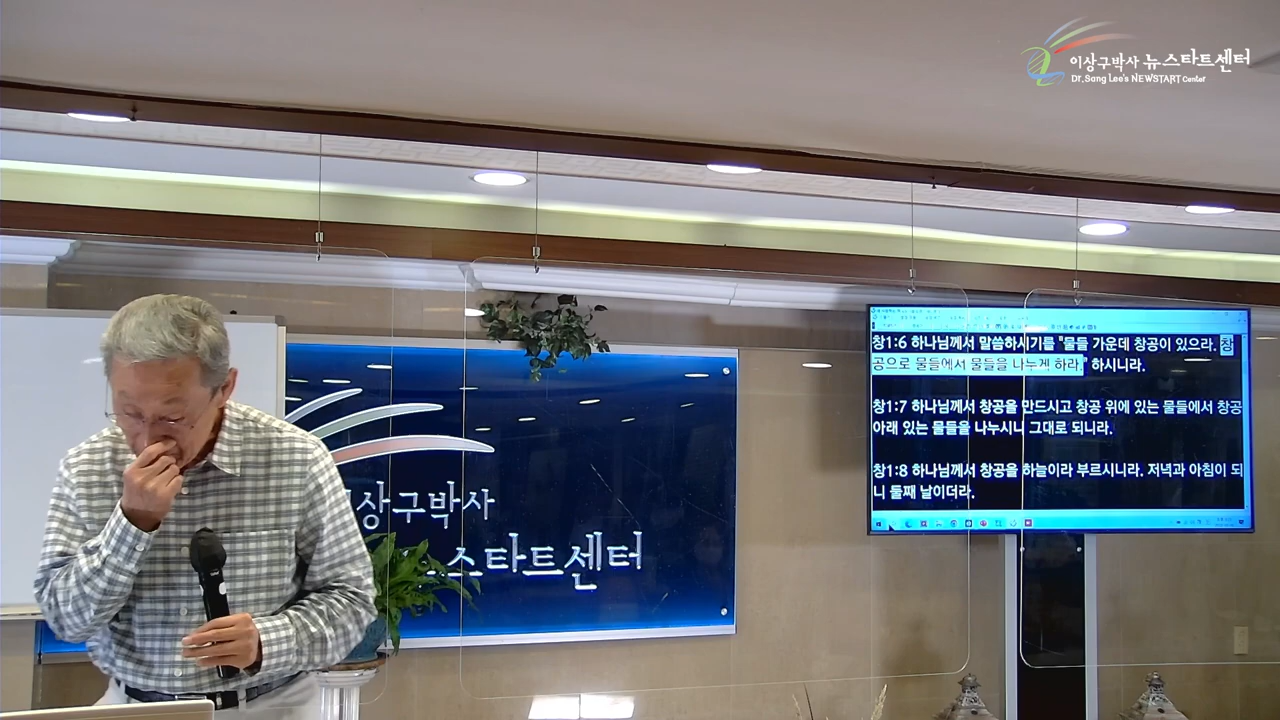 이상구박사 뉴스타트센터
Dr. Sang Lee's NEWSTART Center
창1:6 하나님께서 말씀하시기를 "물들 가운데 창공이 있으라. 창
공으로 물들에서 물들을 나누게 하라." 하시니라.
창1:7 하나님께서 창공을 만드시고 창공 위에 있는 물들에서 창공
아래 있는 물들을 나누시니 그대로 되니라.
창1:8 하나님께서 창공을 하늘이라 부르시니라. 저녁과 아침이 되
니 둘째 날이더라.
상구박사
스타트센터